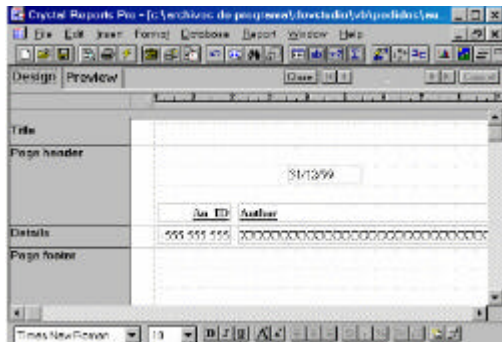 Crystal Reports Pro - [c:\archivos de programa\devstudio\vb\pedidos\au...
File Edit Insert Format Database Report Window Help
Design Preview Close
Title
Page header
31/12/99
Au_ID Author
Details 555.555.555 XXXXXXXXXXXXXXXXXXXXXXXXXXXXXX
Page footer
Times New Roman 10